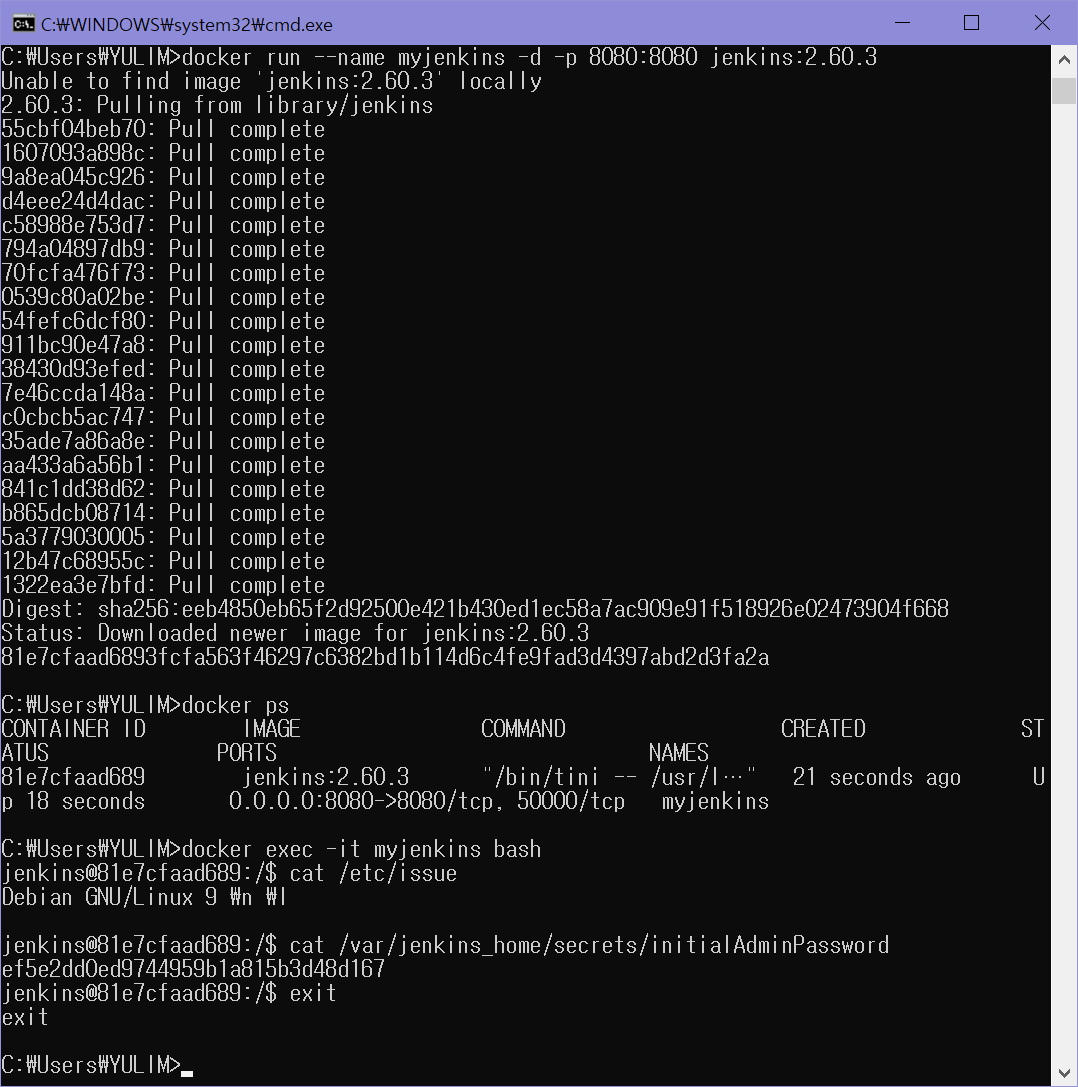 C:₩WINDOWS₩system32₩cmd.exe
C:₩Users₩YULIM>docker run --name myjenkins -d -p 8080:8080 jenkins:2.60.3
Unable to find image 'jenkins:2.60.3' locally
2.60.3: Pulling from library/jenkins
55cbf04beb70: Pull complete
1607093a898c: Pull complete
9a8ea045c926: Pull complete
d4eee24d4dac: Pull complete
c58988e753d7: Pull complete
794a04897db9: Pull complete
70fcfa476f73: Pull complete
0539c80a02be: Pull complete
54fefc6dcf80: Pull complete
911bc90e47a8: Pull complete
38430d93efed: Pull complete
7e46ccda148a: Pull complete
c0cbcb5ac747: Pull complete
35ade7a86a8e: Pull complete
aa433a6a56b1: Pull complete
841c1dd38d62: Pull complete
b865dcb08714: Pull complete
5a3779030005: Pull complete
12b47c68955c: Pull complete
1322ea3e7bfd: Pull complete
Digest: sha256:eeb4850eb65f2d92500e421b430ed1ec58a7ac909e91f518926e02473904f668
Status: Downloaded newer image for jenkins:2.60.3
81e7cfaad6893fcfa563f46297c6382bd1b114d6c4fe9fad3d4397abd2d3fa2a
C:₩Users₩YULIM>docker ps
CONTAINER ID        IMAGE               COMMAND                  CREATED             ST
ATUS              PORTS                               NAMES
81e7cfaad689        jenkins:2.60.3      "/bin/tini -- /usr/l…"   21 seconds ago      U
p 18 seconds       0.0.0.0:8080->8080/tcp, 50000/tcp   myjenkins
C:₩Users₩YULIM>docker exec -it myjenkins bash
jenkins@81e7cfaad689:/$ cat /etc/issue
Debian GNU/Linux 9 ₩n ₩l
jenkins@81e7cfaad689:/$ cat /var/jenkins_home/secrets/initialAdminPassword
ef5e2dd0ed9744959b1a815b3d48d167
jenkins@81e7cfaad689:/$ exit
exit
C:₩Users₩YULIM>